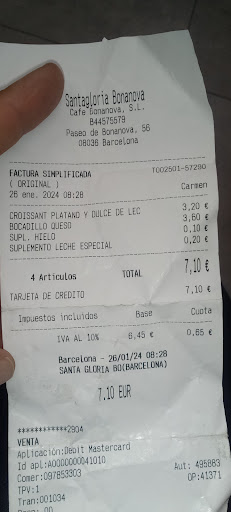 Santagloria Bonanova
Cafe Bonanova, S.L.
B44575579
Paseo de Bonanova, 56
08036 Barcelona
FACTURA SIMPLIFICADA T002501-57290
( ORIGINAL )
26 ene. 2024 08:28 Carmen
CROISSANT PLATANO Y DULCE DE LEC 3,20 €
BOCADILLO QUESO 3,60 €
SUPL. HIELO 0,10 €
SUPLEMENTO LECHE ESPECIAL 0,20 €
4 Artículos TOTAL 7,10 €
TARJETA DE CREDITO 7,10 €
Impuestos incluidos Base Cuota
IVA AL 10% 6,45 € 0,65 €
Barcelona - 26/01/24 08:28
SANTA GLORIA BO(BARCELONA)
7.10 EUR
************2904
VENTA
Aplicación:Debit Mastercard
Id apl:A0000000041010
Comer:097853303 Aut: 495883
TPV:1 OP:41371
Tran:001034